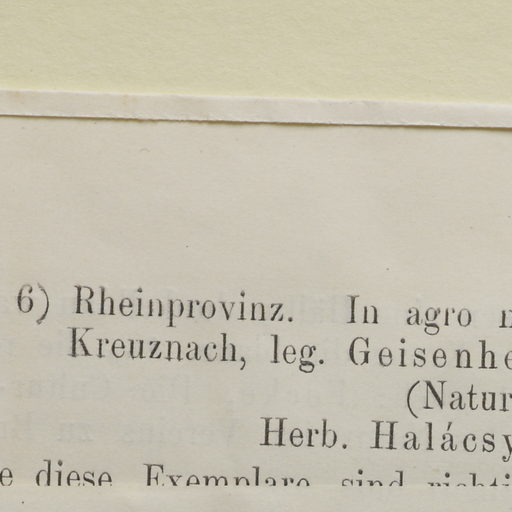 6) Rheinprovinz. In agro
Kreuznach, leg. Geisenhe
(Natur
Herb. Halácsy
e diese Exemplare sind